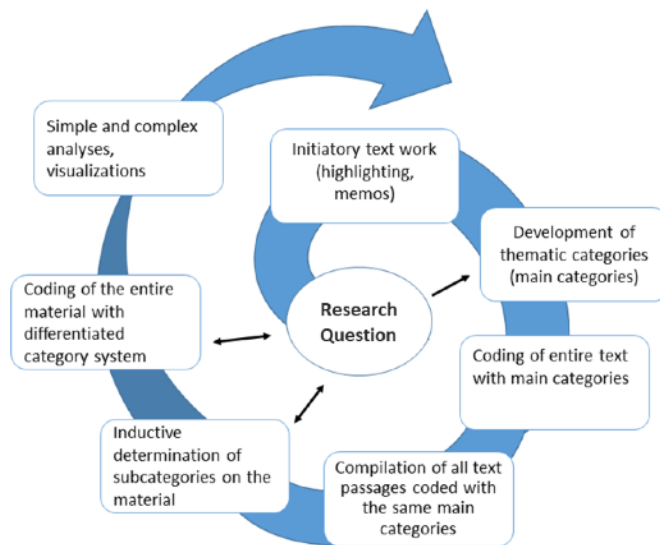 Simple and complex
analyses,
visualizations
Initiatory text work
(highlighting,
memos)
Development of
thematic categories
(main categories)
Research
Question
Coding of the entire
material with
differentiated
category system
Coding of entire text
with main categories
Inductive
determination of
subcategories on the
material
Compilation of all text
passages coded with
the same main
categories